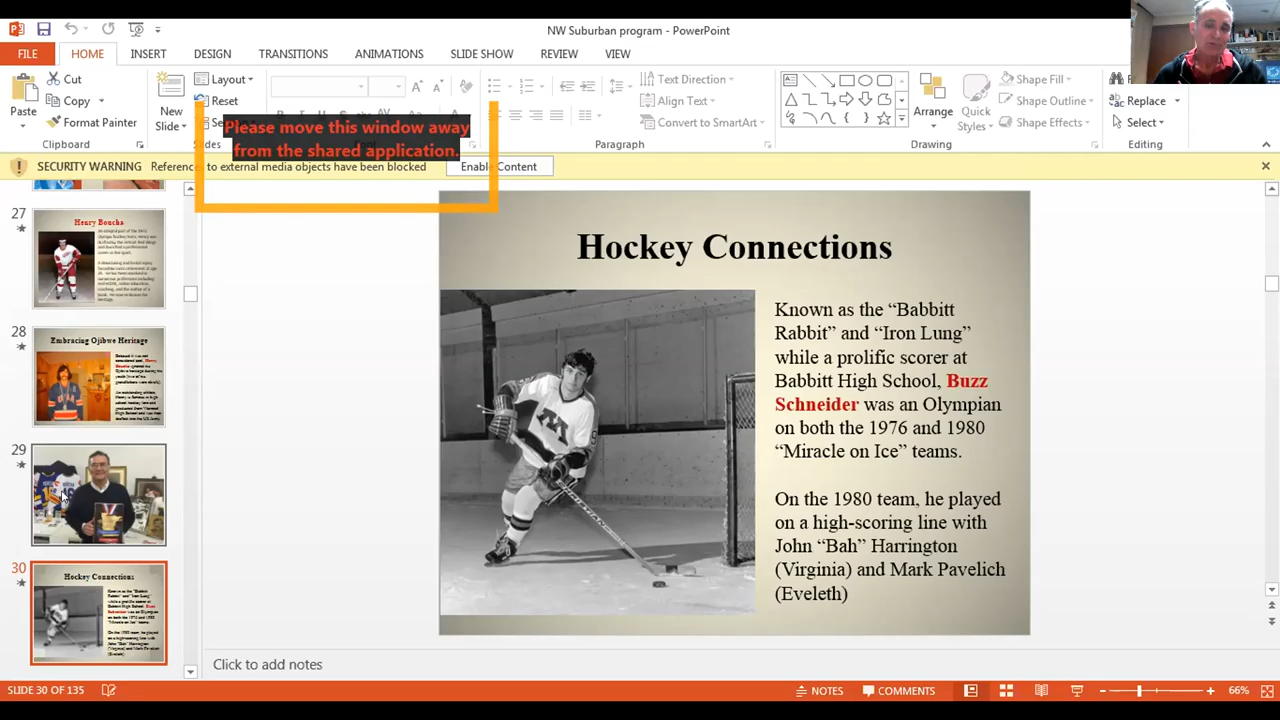 NW Suburban program - PowerPoint
FILE
HOME
INSERT
DESIGN
TRANSITIONS
ANIMATIONS
SLIDE SHOW
REVIEW
VIEW
Paste
Cut
Copy
Format Painter
Clipboard
New
Slide
Layout
Reset
Slides
Please move this window away
from the shared application.
Text Direction
Align Text
Convert to SmartArt
Paragraph
Arrange
Quick
Styles
Shape Fill
Shape Outline
Shape Effects
Replace
Select
Editing
SECURITY WARNING
to external media objects have been blocked
Enable Content
27
Henry Boucha
28
Embracing Ojibwe Heritage
29
30
Hockey Connections
Hockey Connections
Known as the “Babbitt
Rabbit” and “Iron Lung”
while a prolific scorer at
Babbitt High School, Buzz
Schneider was an Olympian
on both the 1976 and 1980
“Miracle on Ice” teams.
On the 1980 team, he played
on a high-scoring line with
John “Bah” Harrington
(Virginia) and Mark Pavelich
(Eveleth)
Click to add notes
SLIDE 30 OF 135
NOTES
COMMENTS
66%